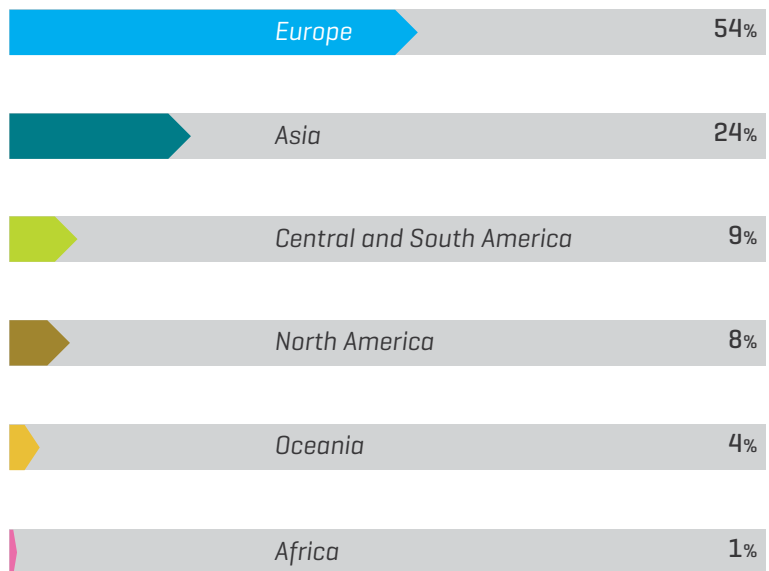 Europe 54%
Asia 24%
Central and South America 9%
North America 8%
Oceania 4%
Africa 1%